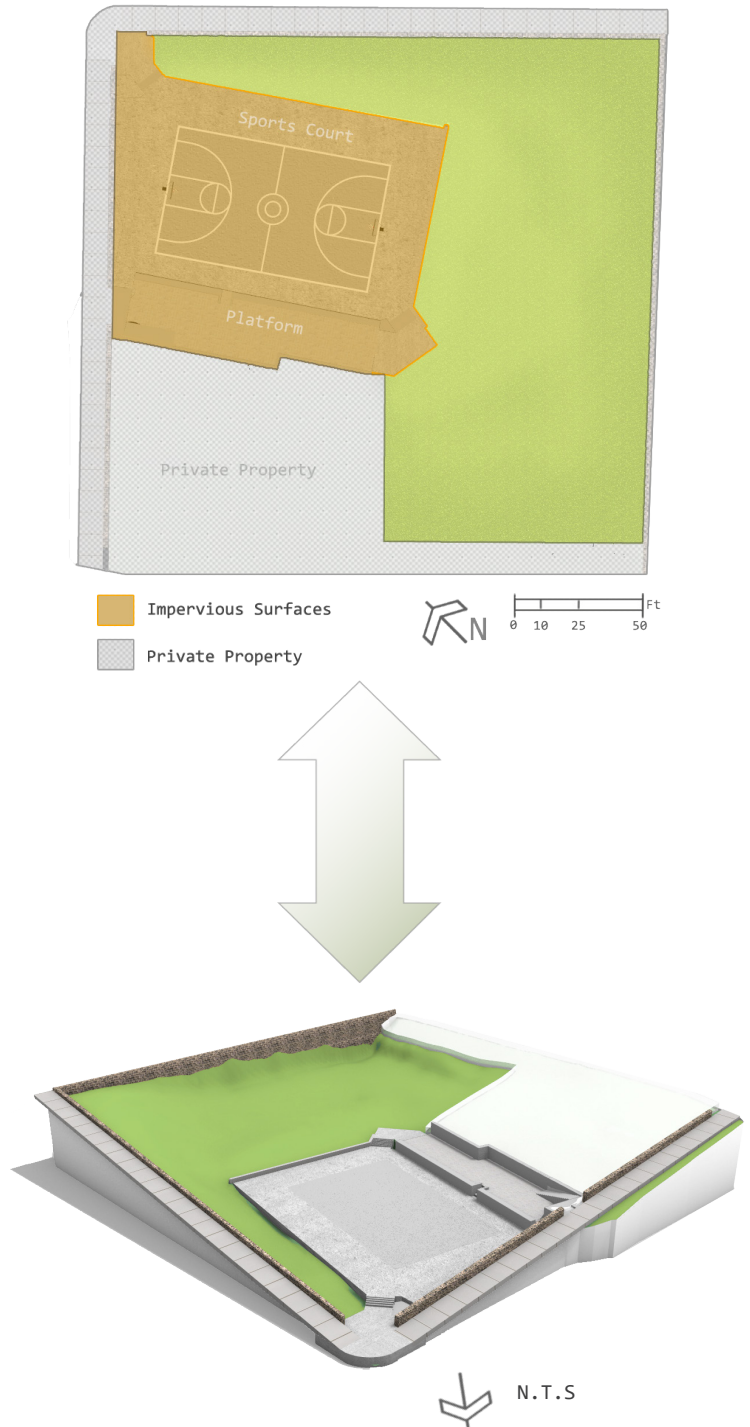 Sports Court
Platform
Private Property
Impervious Surfaces
Private Property
N
Ft
0 10 25 50
N.T.S